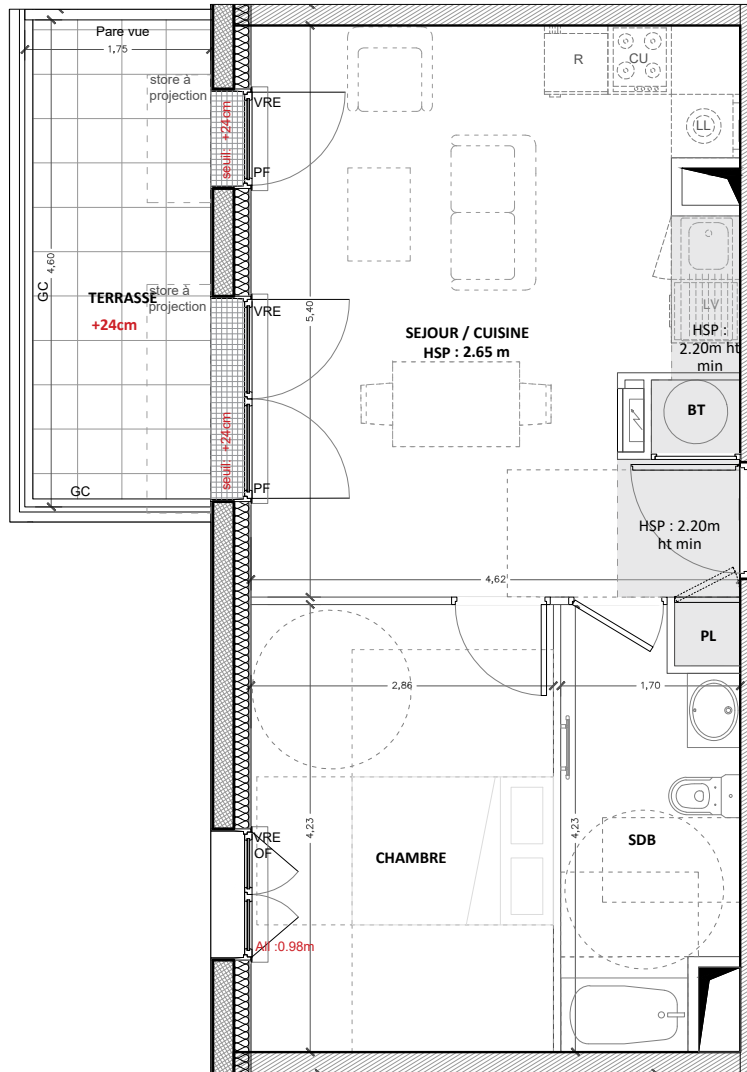 Pare vue
1,75
store à
projection
VRE
seuil : +24cm
PF
R
CU
LL
GC
4,60
TERRASSE
+24cm
store à
projection
VRE
5,40
SEJOUR / CUISINE
HSP : 2.65 m
LV
HSP :
2.20m ht
min
BT
seuil : +24cm
PF
GC
HSP : 2.20m
ht min
4,62
PL
2,86
1,70
4,23
4,23
VRE
OF
CHAMBRE
SDB
All :0.98m